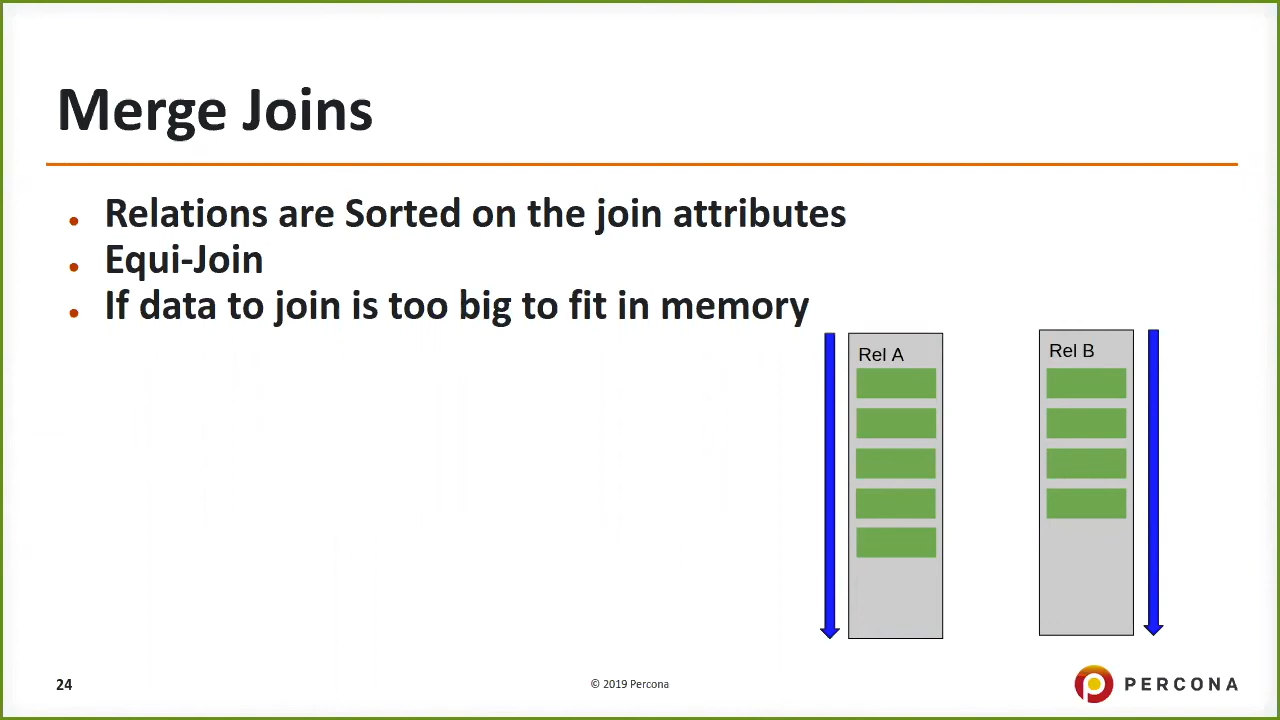 Merge Joins
Relations are Sorted on the join attributes
Equi-Join
If data to join is too big to fit in memory
Rel A
Rel B
24
© 2019 Percona
PERCONA